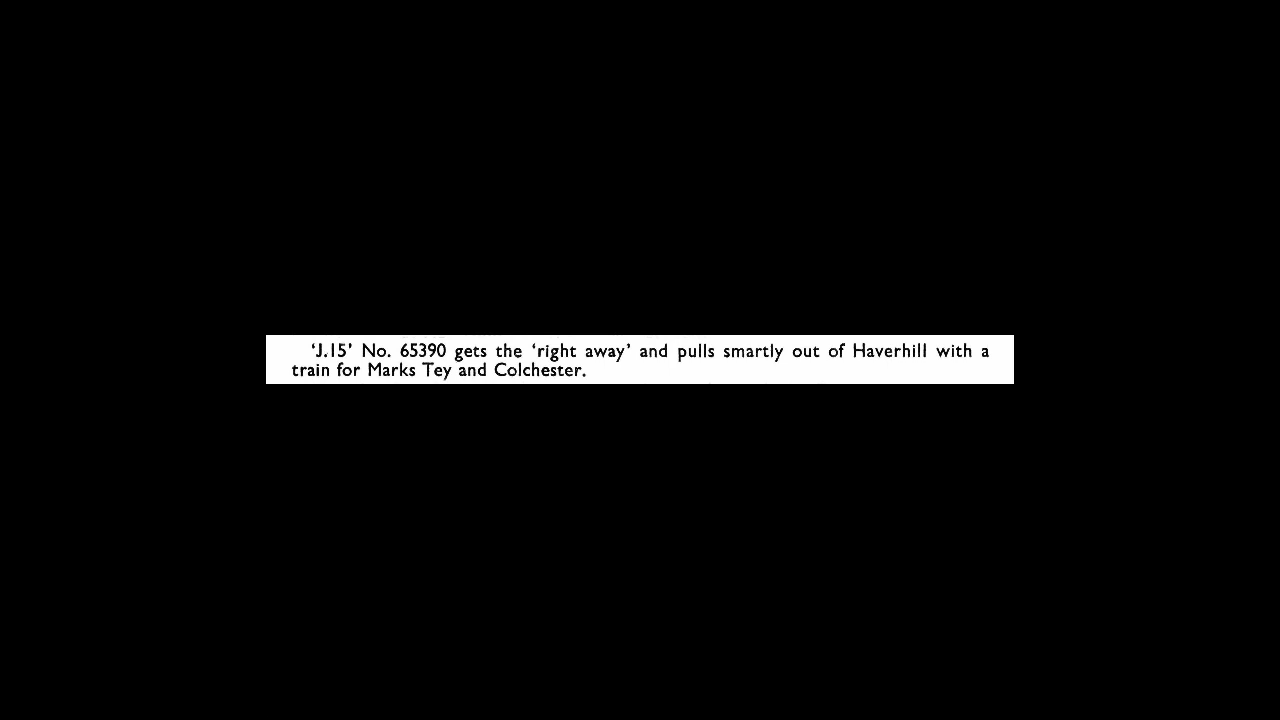 ‘J.15’ No. 65390 gets the ‘right away’ and pulls smartly out of Haverhill with a
train for Marks Tey and Colchester.